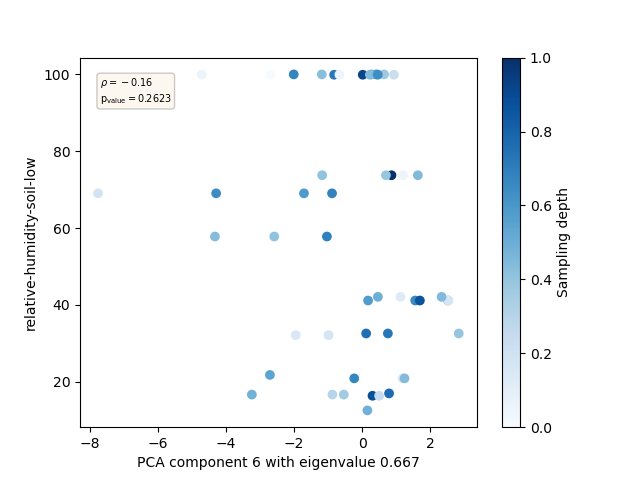 ρ = −0.16
pvalue = 0.2623
100
80
60
40
20
relative-humidity-soil-low
−8 −6 −4 −2 0 2
PCA component 6 with eigenvalue 0.667
1.0
0.8
0.6
0.4
0.2
0.0
Sampling depth